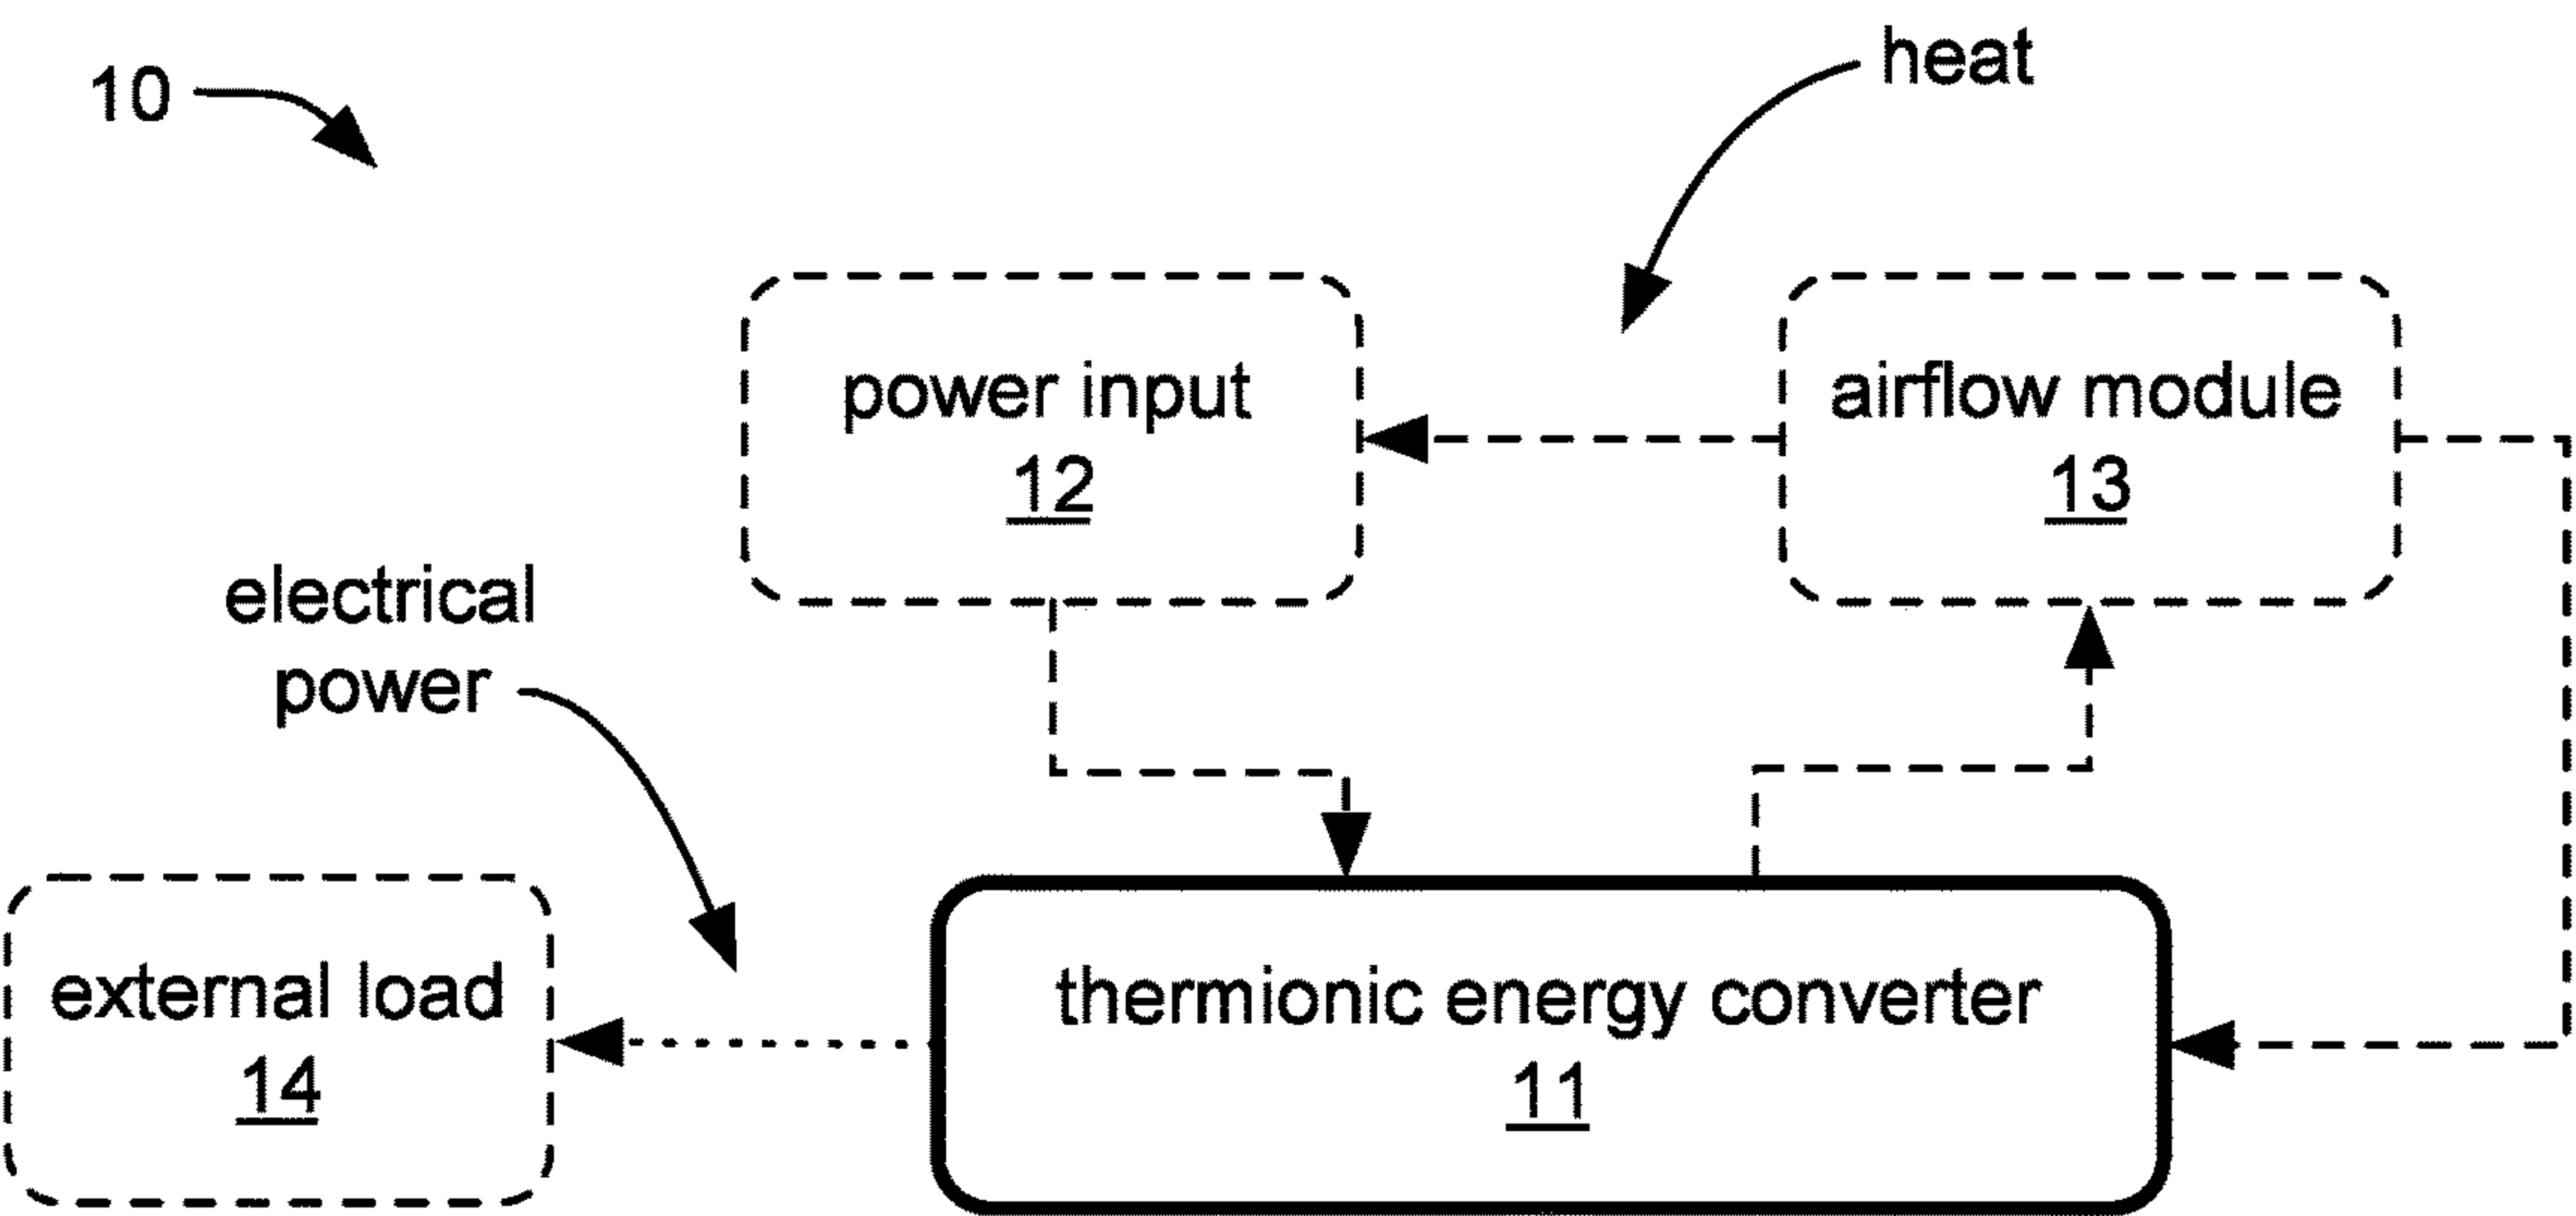 10
heat
power input
12
airflow module
13
electrical
power
external load
14
thermionic energy converter
11